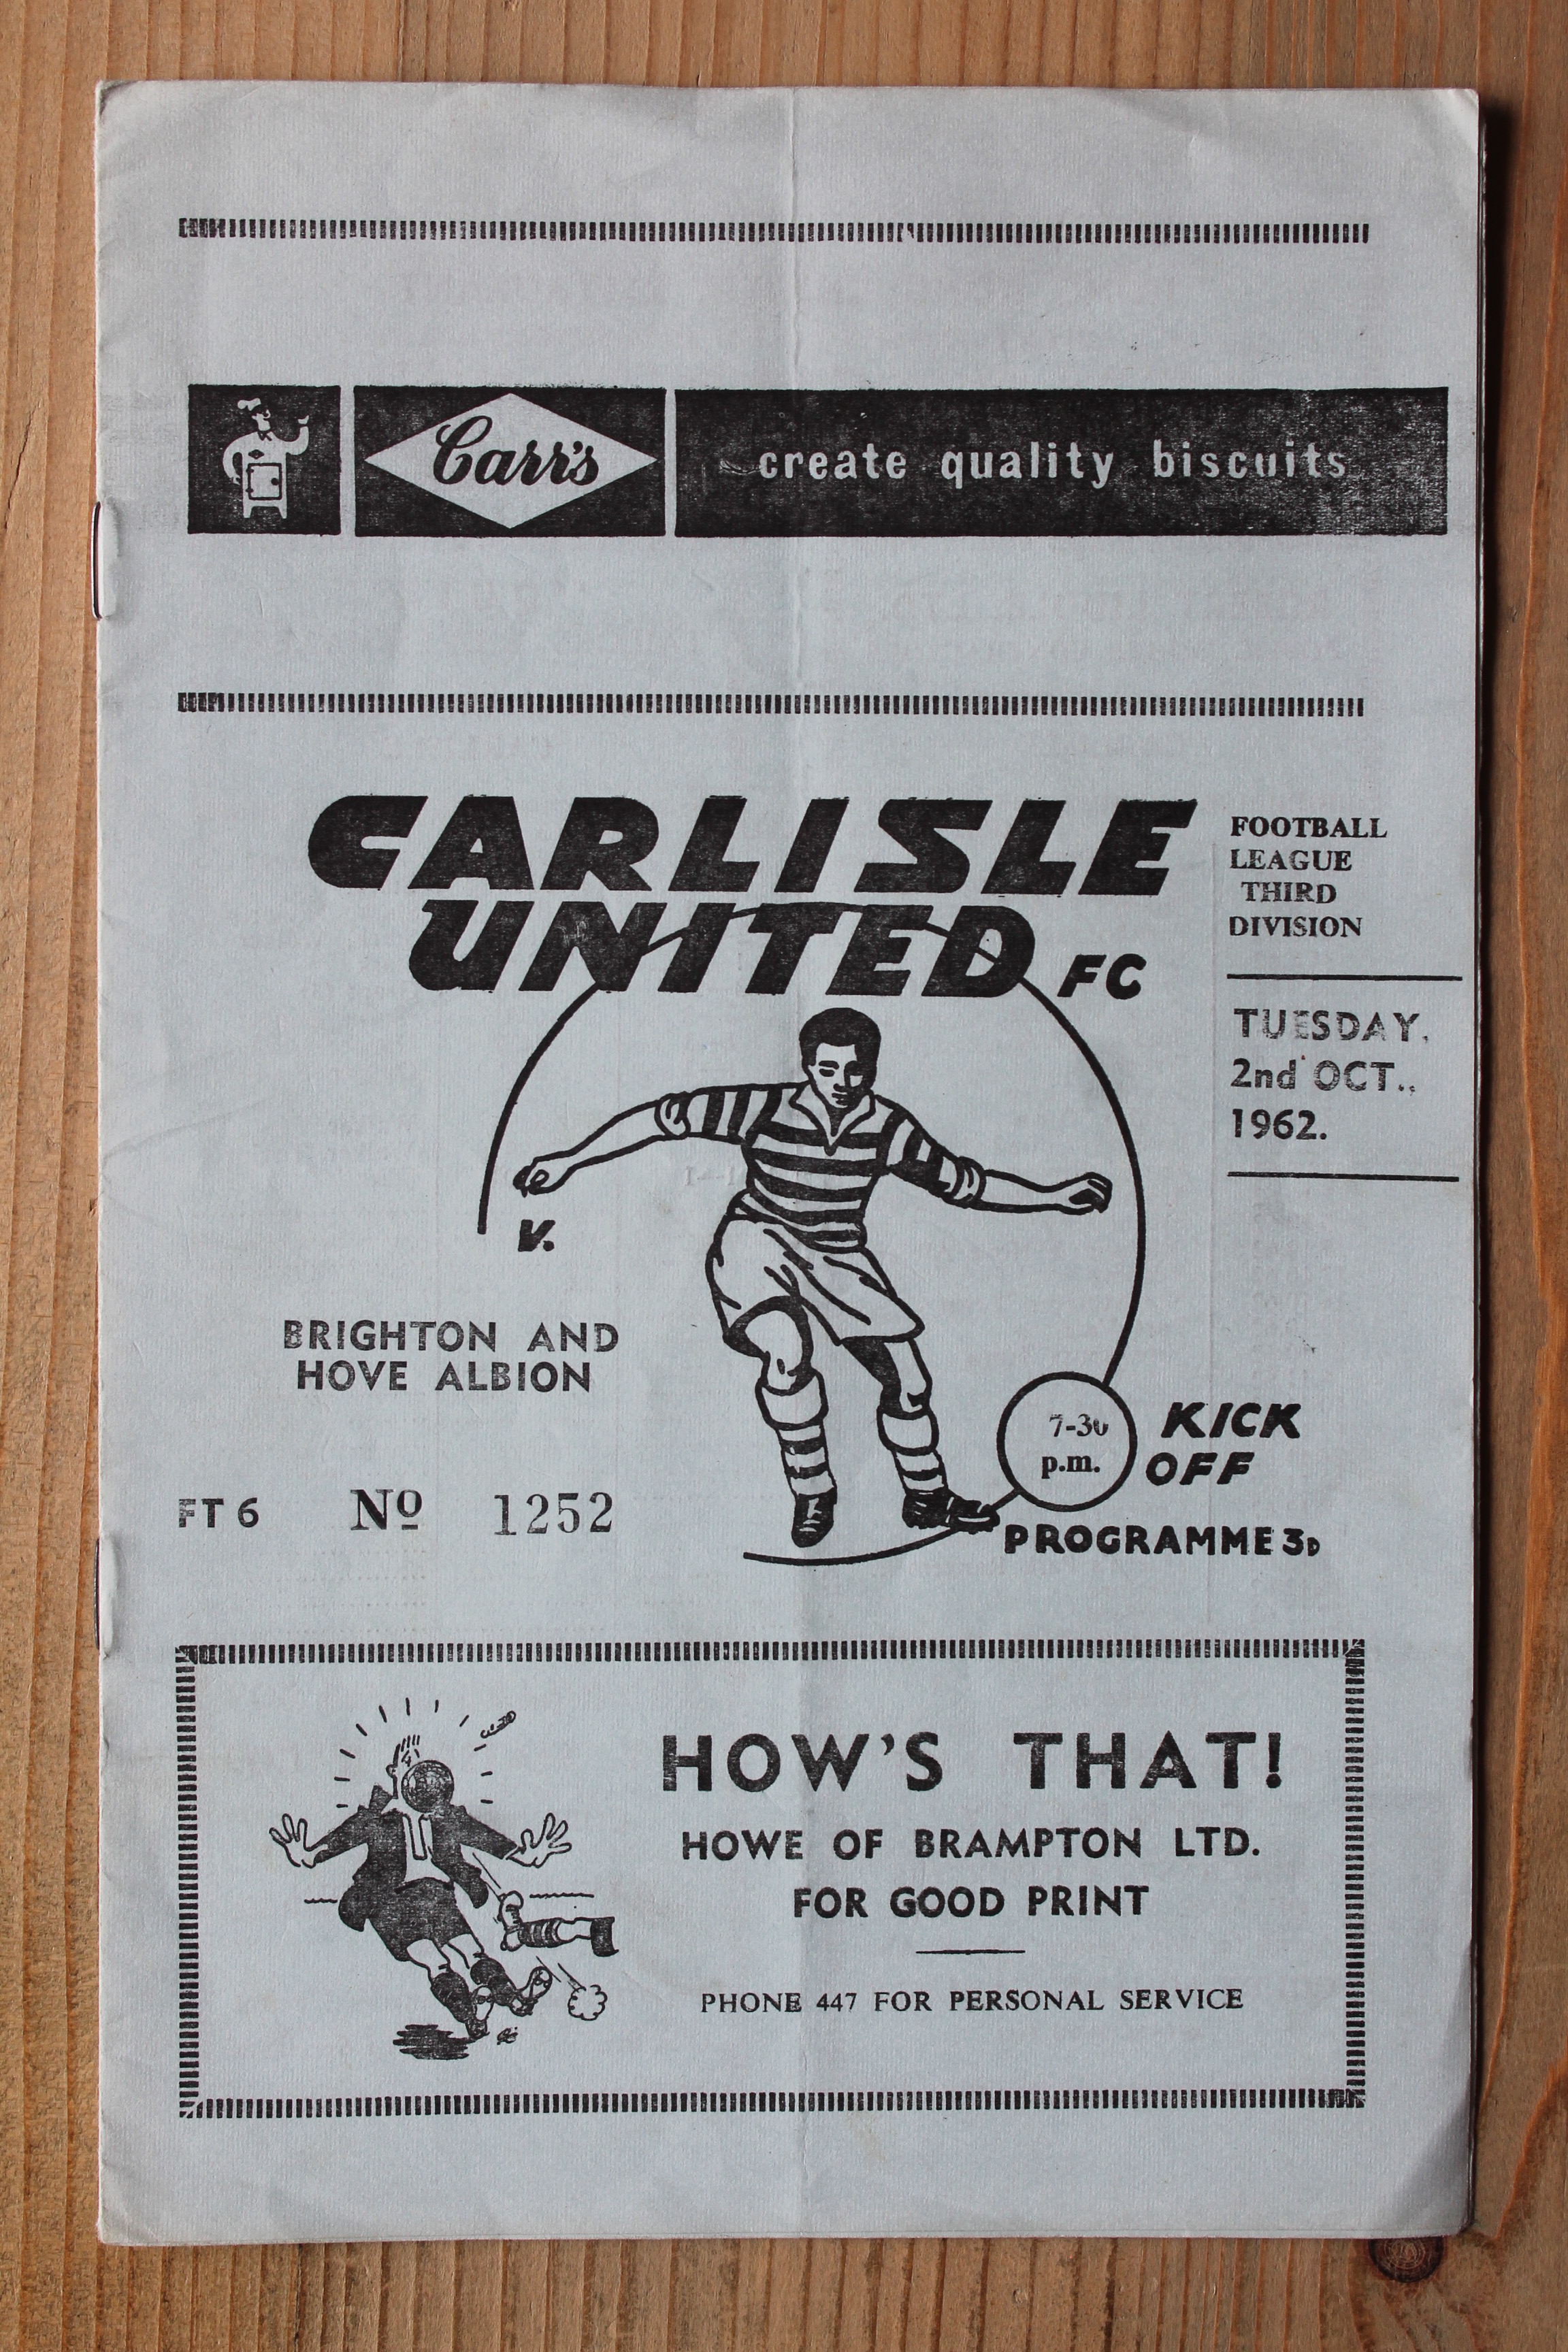 Carr's create quality biscuits
CARLISLE
UNITED FC
FOOTBALL
LEAGUE
THIRD
DIVISION
TUESDAY,
2nd OCT.,
1962.
V.
BRIGHTON AND
HOVE ALBION
7-30
p.m.
KICK
OFF
FT 6 Nº 1252
PROGRAMME 3D
HOW'S THAT!
HOWE OF BRAMPTON LTD.
FOR GOOD PRINT
PHONE 447 FOR PERSONAL SERVICE